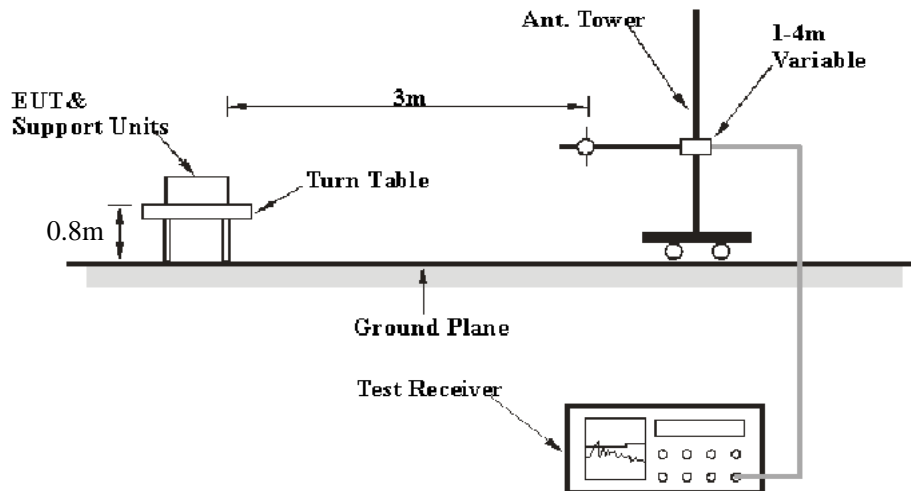 Ant. Tower
1-4m
Variable
EUT&
Support Units
3m
Turn Table
0.8m
Ground Plane
Test Receiver